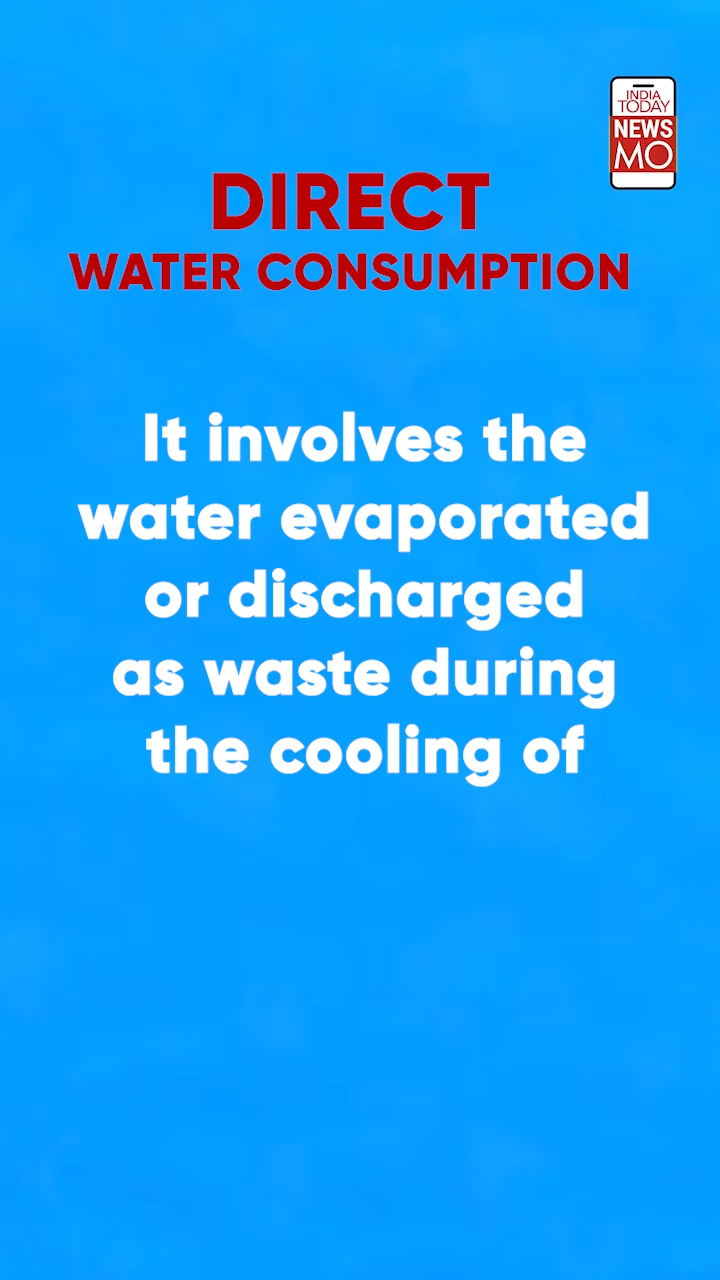 INDIA
TODAY
NEWS
MO
DIRECT
WATER CONSUMPTION
It involves the
water evaporated
or discharged
as waste during
the cooling of